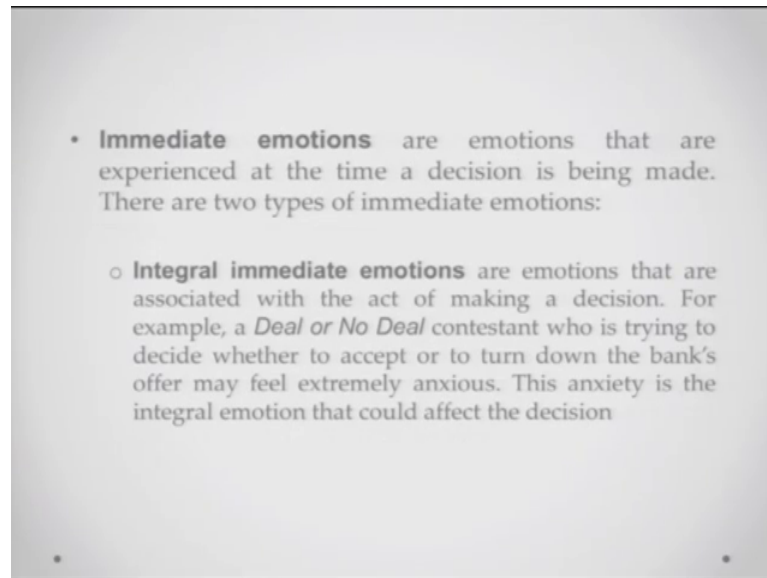 • Immediate emotions are emotions that are
experienced at the time a decision is being made.
There are two types of immediate emotions:
o Integral immediate emotions are emotions that are
associated with the act of making a decision. For
example, a Deal or No Deal contestant who is trying to
decide whether to accept or to turn down the bank's
offer may feel extremely anxious. This anxiety is the
integral emotion that could affect the decision